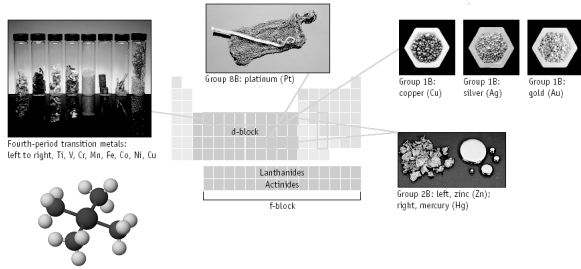 Group 8B: platinum (Pt)
Group 1B:
copper (Cu)
Group 1B:
silver (Ag)
Group 1B:
gold (Au)
d-block
Fourth-period transition metals:
left to right, Ti, V, Cr, Mn, Fe, Co, Ni, Cu
Lanthanides
Actinides
f-block
Group 2B: left, zinc (Zn);
right, mercury (Hg)